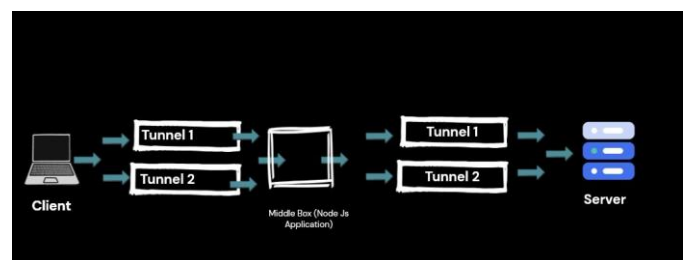 Tunnel 1
Tunnel 2
Client
Middle Box (Node Js
Application)
Tunnel 1
Tunnel 2
Server